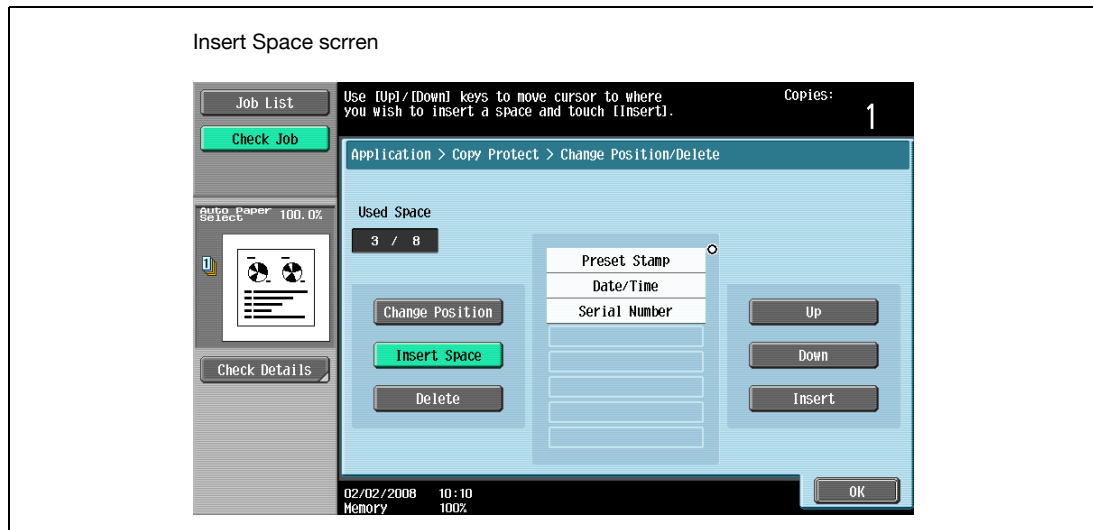 Insert Space scrren
Job List
Check Job
Use [Up]/[Down] keys to move cursor to where
you wish to insert a space and touch [Insert].
Copies:
1
Application > Copy Protect > Change Position/Delete
Auto Paper
Select
100.0%
1
Check Details
Used Space
3 / 8
Change Position
Insert Space
Delete
Preset Stamp
Date/Time
Serial Number
Up
Down
Insert
02/02/2008 10:10
Memory 100%
OK